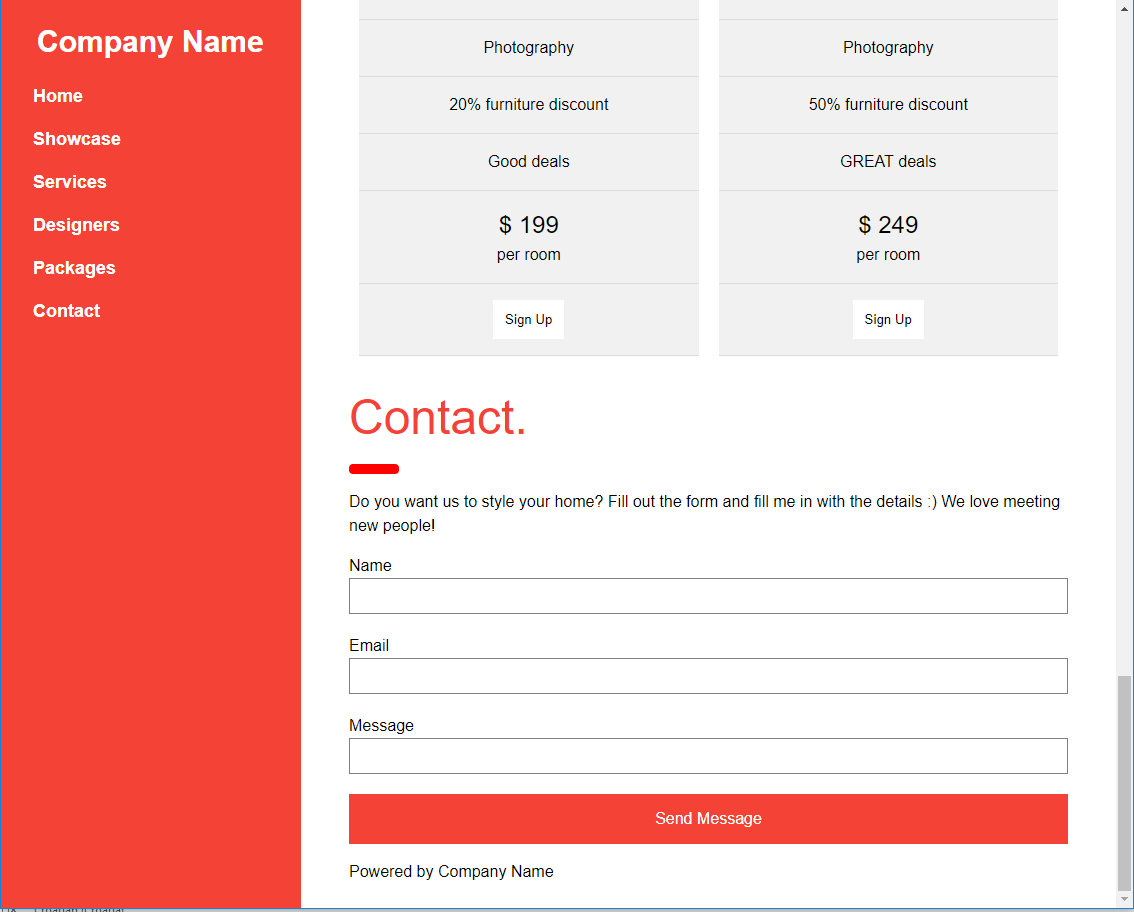 Company Name
Home
Showcase
Services
Designers
Packages
Contact
Photography
20% furniture discount
Good deals
$ 199
per room
Sign Up
Photography
50% furniture discount
GREAT deals
$ 249
per room
Sign Up
Contact.
Do you want us to style your home? Fill out the form and fill me in with the details :) We love meeting
new people!
Name
Email
Message
Send Message
Powered by Company Name